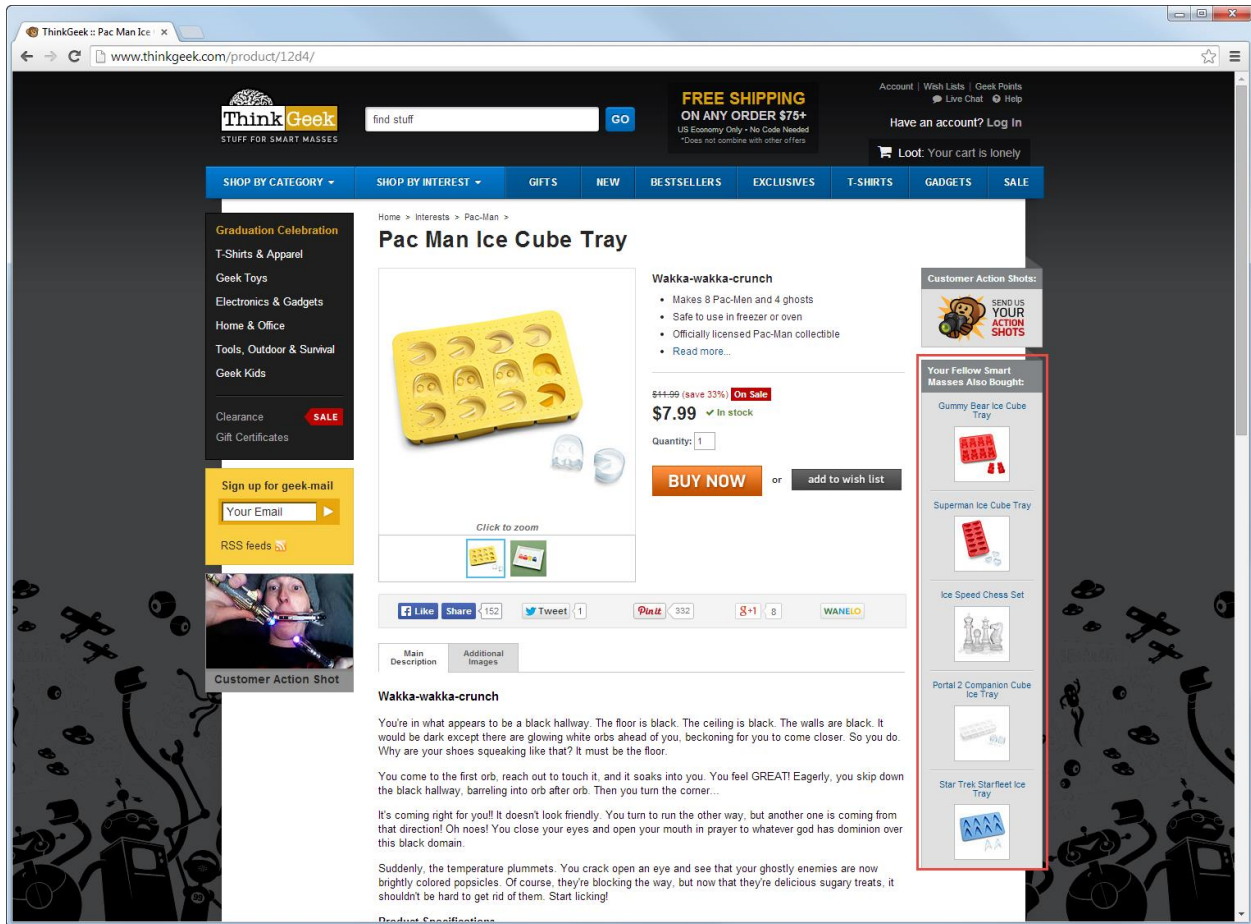 ThinkGeek :: Pac Man Ice
www.thinkgeek.com/product/12d4/
Think Geek
STUFF FOR SMART MASSES
find stuff
GO
FREE SHIPPING
ON ANY ORDER $75+
US Economy Only • No Code Needed
*Does not combine with other offers
Account | Wish Lists | Geek Points
Live Chat Help
Have an account? Log In
Loot: Your cart is lonely
SHOP BY CATEGORY SHOP BY INTEREST GIFTS NEW BESTSELLERS EXCLUSIVES T-SHIRTS GADGETS SALE
Graduation Celebration
T-Shirts & Apparel
Geek Toys
Electronics & Gadgets
Home & Office
Tools, Outdoor & Survival
Geek Kids
Clearance SALE
Gift Certificates
Sign up for geek-mail
Your Email
RSS feeds
Customer Action Shot
Home > Interests > Pac-Man >
Pac Man Ice Cube Tray
Click to zoom
Wakka-wakka-crunch
• Makes 8 Pac-Men and 4 ghosts
• Safe to use in freezer or oven
• Officially licensed Pac-Man collectible
• Read more...
$11.99 (save 33%) On Sale
$7.99 In stock
Quantity: 1
BUY NOW or add to wish list
Like Share 152 Tweet 1 Pin it 332 g+1 8 WANELO
Main
Description
Additional
Images
Wakka-wakka-crunch
You're in what appears to be a black hallway. The floor is black. The ceiling is black. The walls are black. It
would be dark except there are glowing white orbs ahead of you, beckoning for you to come closer. So you do.
Why are your shoes squeaking like that? It must be the floor.
You come to the first orb, reach out to touch it, and it soaks into you. You feel GREAT! Eagerly, you skip down
the black hallway, barreling into orb after orb. Then you turn the corner...
It's coming right for you!! It doesn't look friendly. You turn to run the other way, but another one is coming from
that direction! Oh noes! You close your eyes and open your mouth in prayer to whatever god has dominion over
this black domain.
Suddenly, the temperature plummets. You crack open an eye and see that your ghostly enemies are now
brightly colored popsicles. Of course, they're blocking the way, but now that they're delicious sugary treats, it
shouldn't be hard to get rid of them. Start licking!
Product Specifications
Customer Action Shots:
SEND US
YOUR
ACTION
SHOTS
Your Fellow Smart
Masses Also Bought:
Gummy Bear Ice Cube
Tray
Superman Ice Cube Tray
Ice Speed Chess Set
Portal 2 Companion Cube
Ice Tray
Star Trek Starfleet Ice
Tray